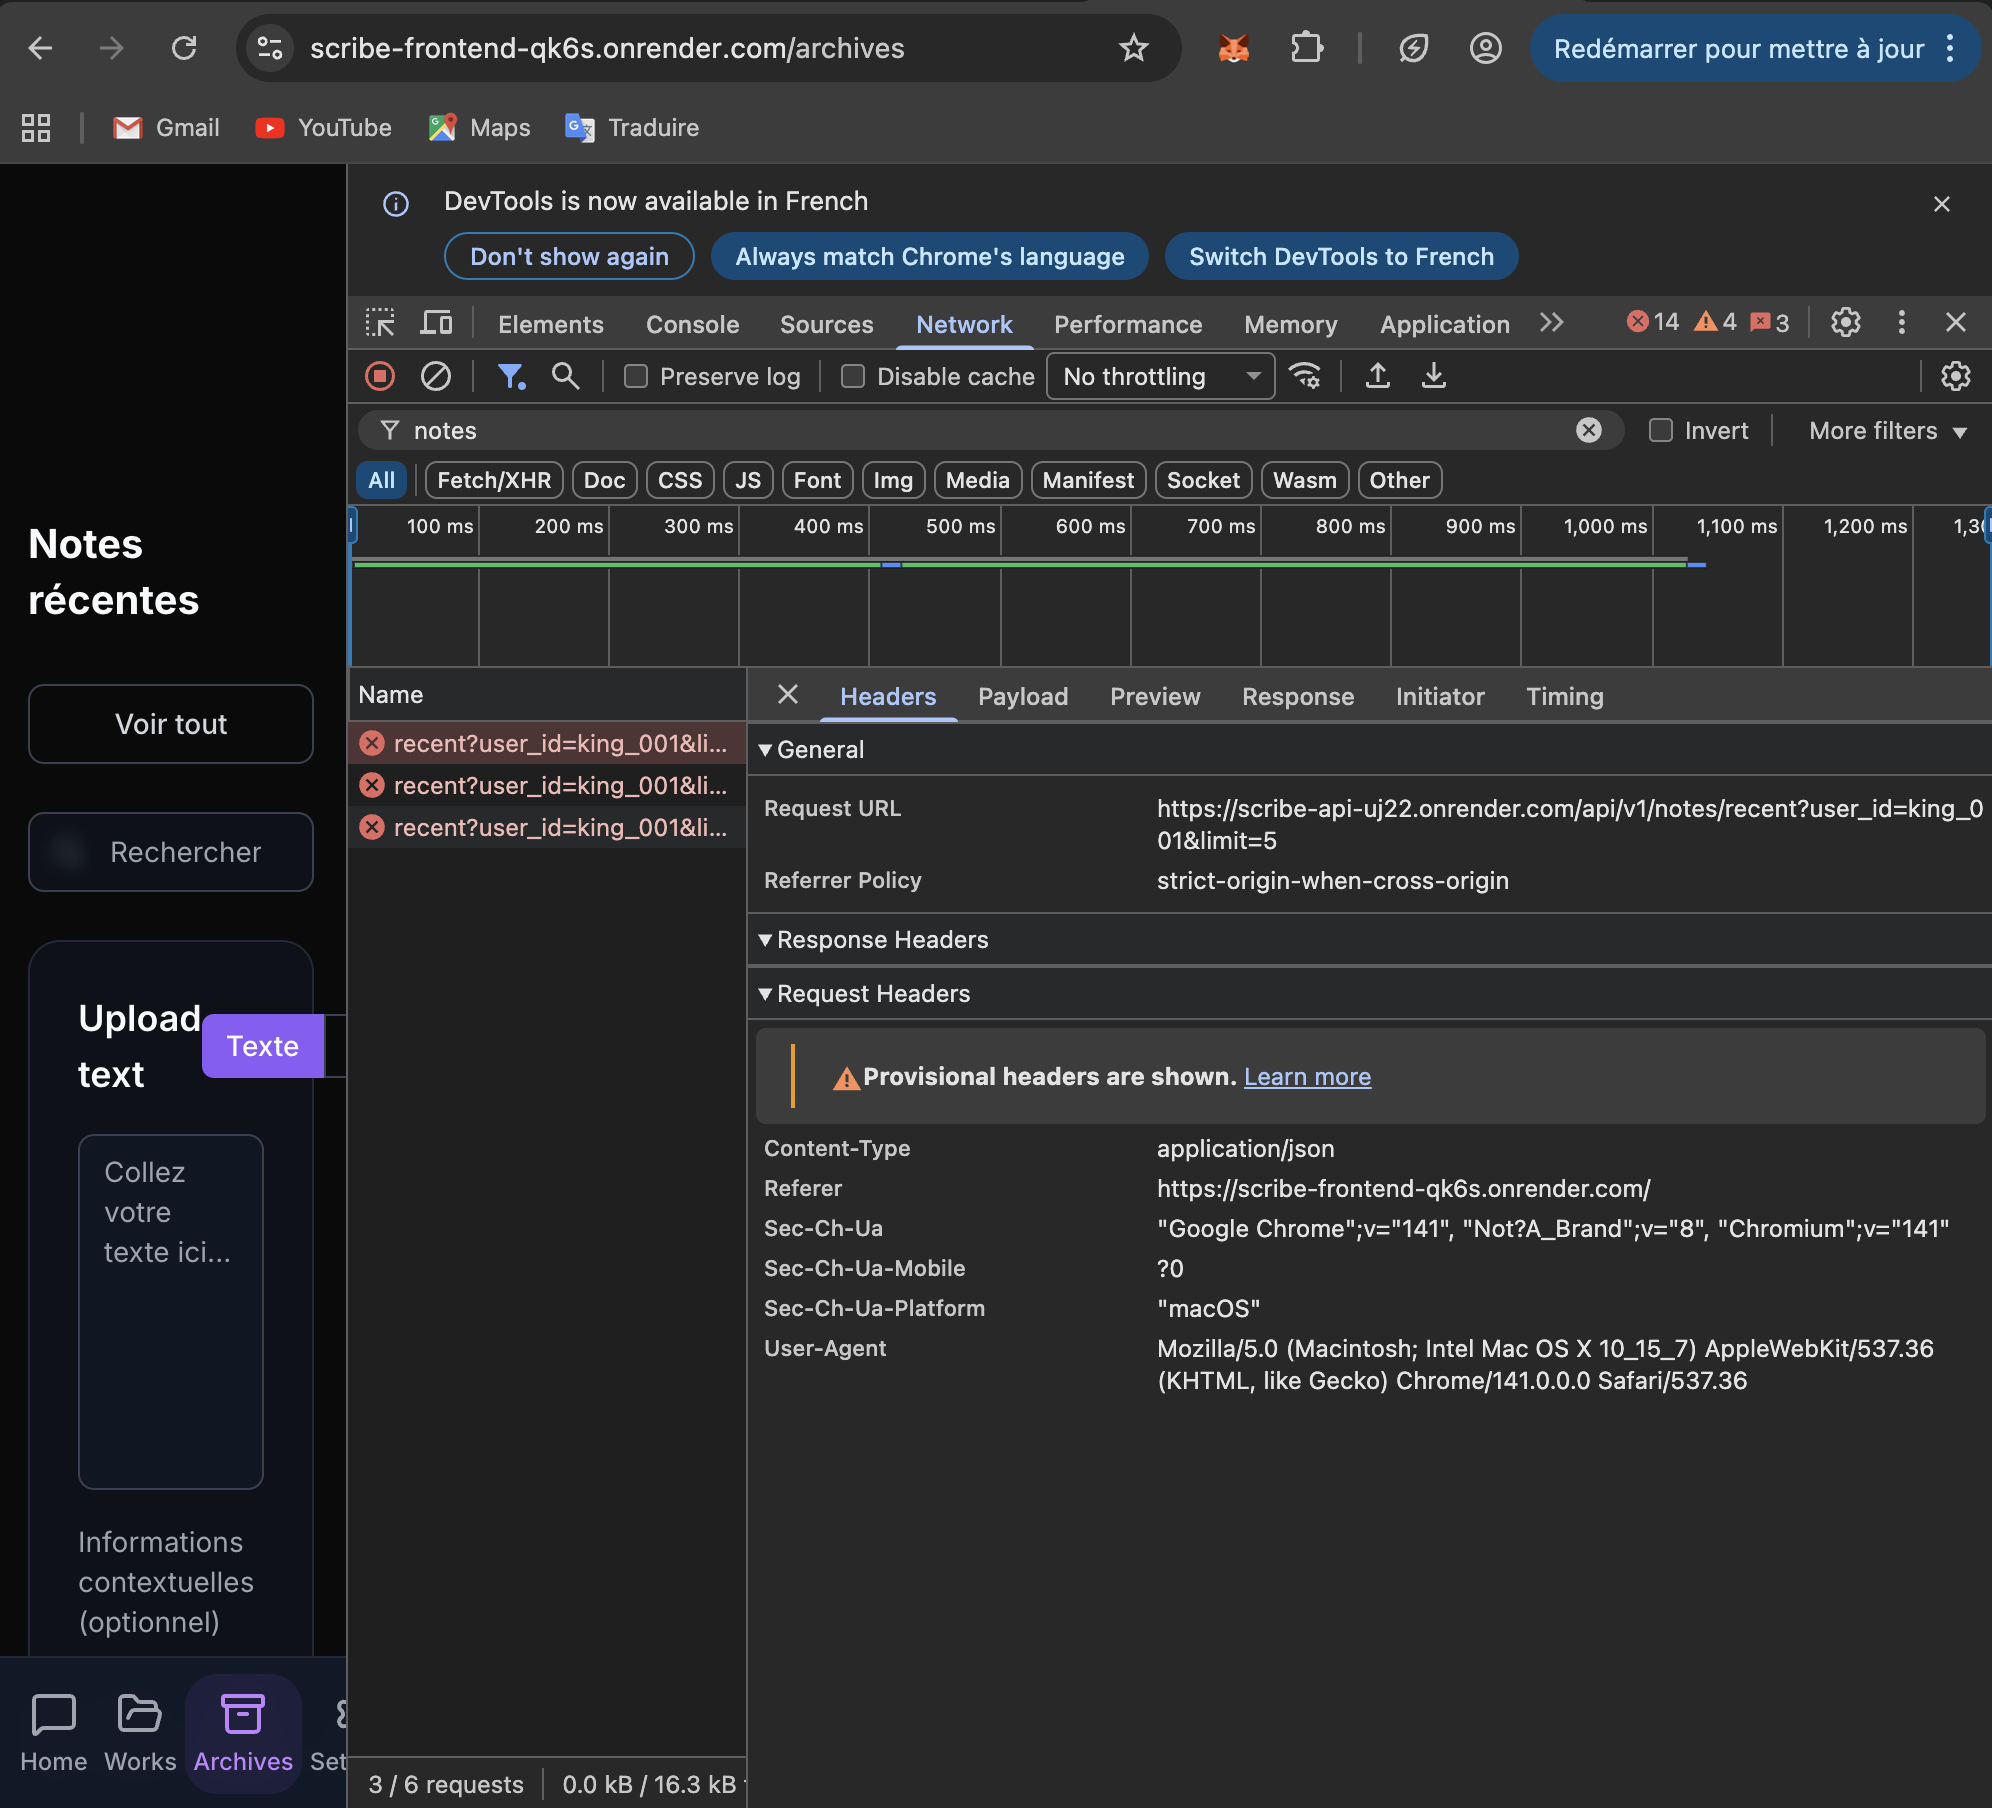 scribe-frontend-qk6s.onrender.com/archives
Redémarrer pour mettre à jour
Gmail
YouTube
Maps
Traduire
DevTools is now available in French
Don't show again
Always match Chrome's language
Switch DevTools to French
Elements
Console
Sources
Network
Performance
Memory
Application
14
4
3
Preserve log
Disable cache
No throttling
notes
Invert
More filters
All
Fetch/XHR
Doc
CSS
JS
Font
Img
Media
Manifest
Socket
Wasm
Other
100 ms
200 ms
300 ms
400 ms
500 ms
600 ms
700 ms
800 ms
900 ms
1,000 ms
1,100 ms
1,200 ms
Notes
récentes
Voir tout
Rechercher
Upload
text
Texte
Collez
votre
texte ici...
Informations
contextuelles
(optionnel)
Home
Works
Archives
Set
Name
recent?user_id=king_001&li...
recent?user_id=king_001&li...
recent?user_id=king_001&li...
3 / 6 requests
0.0 kB / 16.3 kB
Headers
Payload
Preview
Response
Initiator
Timing
General
Request URL
https://scribe-api-uj22.onrender.com/api/v1/notes/recent?user_id=king_0
01&limit=5
Referrer Policy
strict-origin-when-cross-origin
Response Headers
Request Headers
Provisional headers are shown. Learn more
Content-Type
application/json
Referer
https://scribe-frontend-qk6s.onrender.com/
Sec-Ch-Ua
"Google Chrome";v="141", "Not?A_Brand";v="8", "Chromium";v="141"
Sec-Ch-Ua-Mobile
?0
Sec-Ch-Ua-Platform
"macOS"
User-Agent
Mozilla/5.0 (Macintosh; Intel Mac OS X 10_15_7) AppleWebKit/537.36
(KHTML, like Gecko) Chrome/141.0.0.0 Safari/537.36